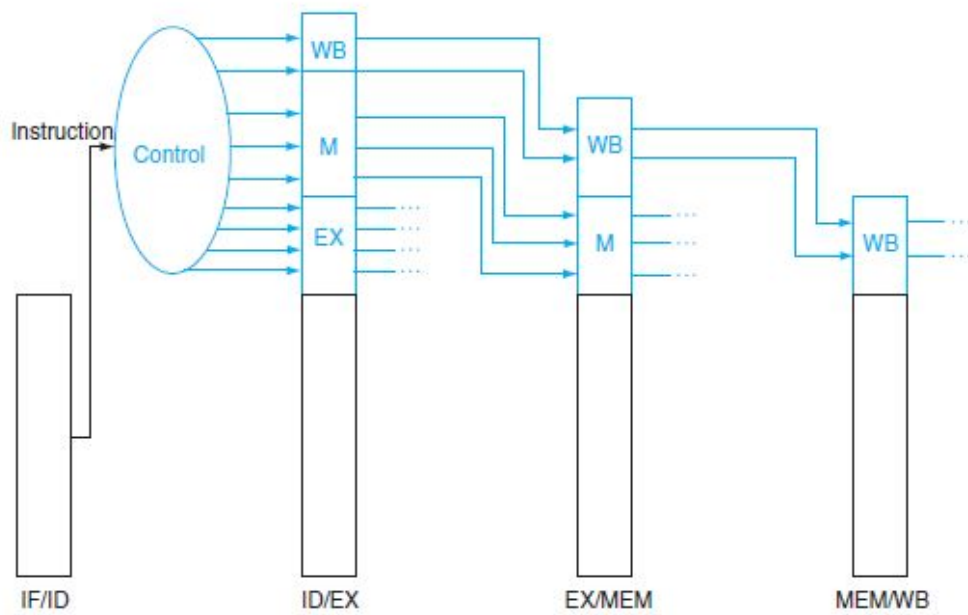 Instruction
Control
WB
M
EX
WB
M
WB
IF/ID
ID/EX
EX/MEM
MEM/WB